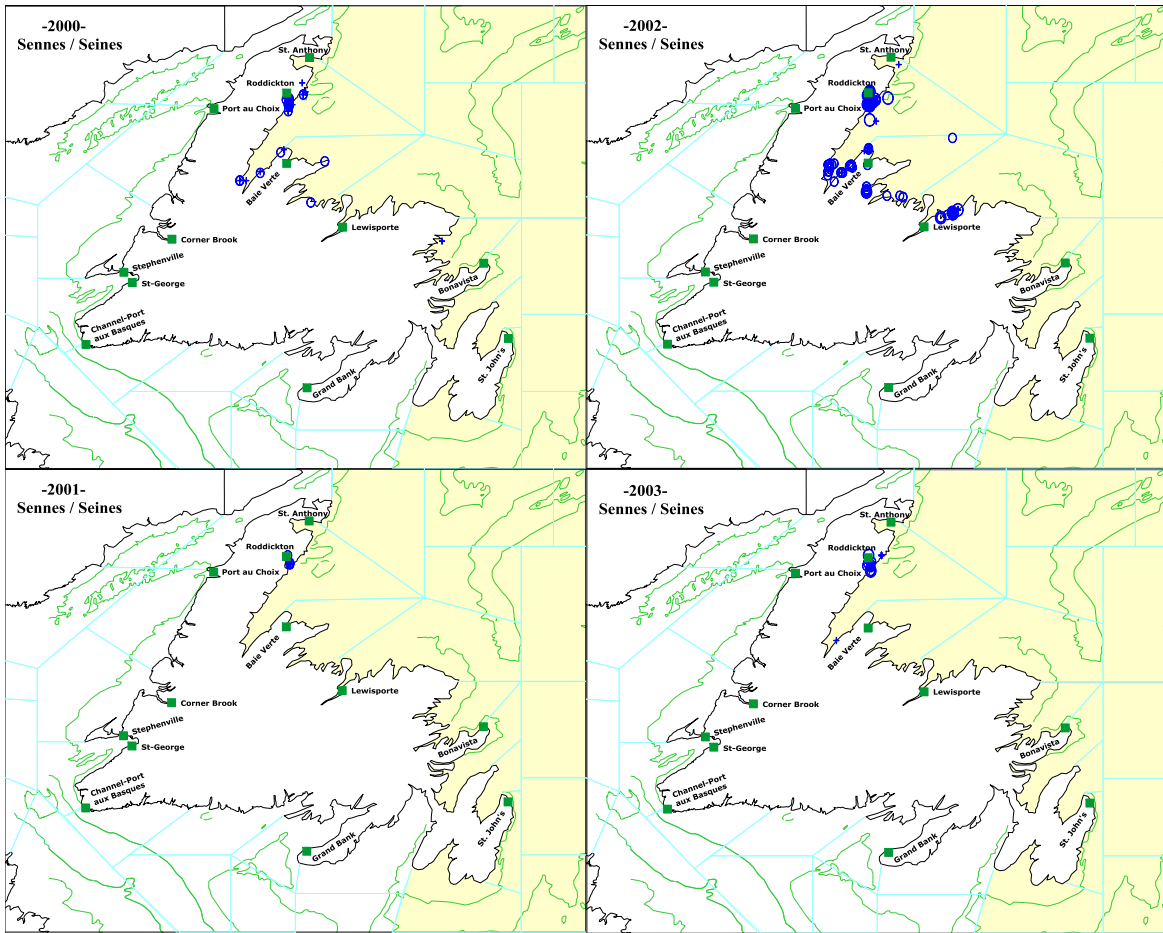 -2000-
Sennes / Seines
St. Anthony
Roddickton
Port au Choix
Baie Verte
Lewisporte
Corner Brook
Stephenville
St-George
Bonavista
Channel-Port
aux Basques
St. John's
Grand Bank
-2002-
Sennes / Seines
St. Anthony
Roddickton
Port au Choix
Baie Verte
Lewisporte
Corner Brook
Stephenville
St-George
Bonavista
Channel-Port
aux Basques
St. John's
Grand Bank
-2001-
Sennes / Seines
St. Anthony
Roddickton
Port au Choix
Baie Verte
Lewisporte
Corner Brook
Stephenville
St-George
Bonavista
Channel-Port
aux Basques
St. John's
Grand Bank
-2003-
Sennes / Seines
St. Anthony
Roddickton
Port au Choix
Baie Verte
Lewisporte
Corner Brook
Stephenville
St-George
Bonavista
Channel-Port
aux Basques
St. John's
Grand Bank